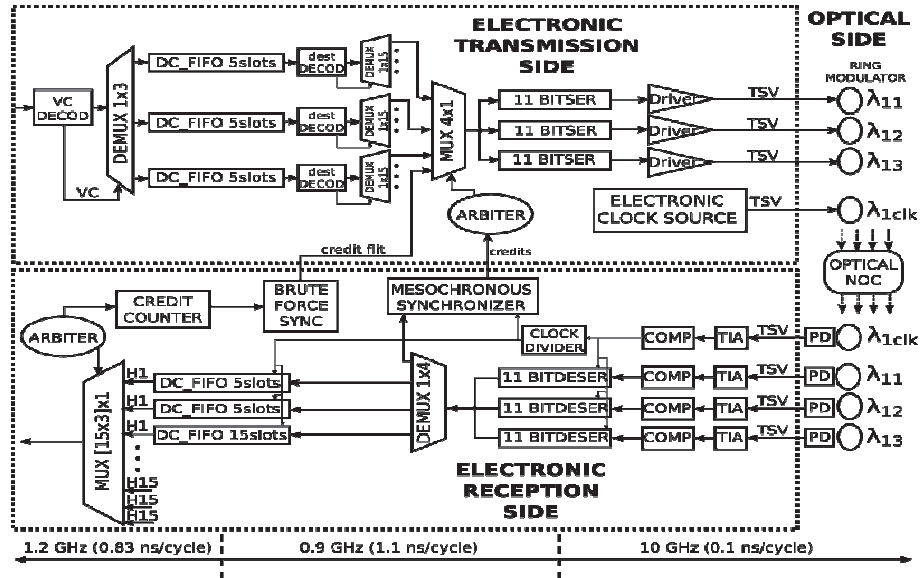 ELECTRONIC
TRANSMISSION
SIDE
OPTICAL
SIDE
RING
MODULATOR
VC
DECOD
VC
DEMUX 1x3
DC_FIFO 5slots
dest
DECOD
DEMUX
1x15
DC_FIFO 5slots
dest
DECOD
DEMUX
1x15
DC_FIFO 5slots
dest
DECOD
DEMUX
1x15
MUX 4x1
11 BITSER
Driver
TSV
λ11
11 BITSER
Driver
TSV
λ12
11 BITSER
Driver
TSV
λ13
ARBITER
ELECTRONIC
CLOCK SOURCE
TSV
λ1clk
credit flit
credits
OPTICAL
NOC
ARBITER
CREDIT
COUNTER
BRUTE
FORCE
SYNC
MESOCHRONOUS
SYNCHRONIZER
CLOCK
DIVIDER
COMP
TIA
TSV
PD
λ1clk
MUX [15x3]x1
H1
DC_FIFO 5slots
H1
DC_FIFO 5slots
H1
DC_FIFO 15slots
H15
H15
H15
DEMUX 1x4
11 BITDESER
COMP
TIA
TSV
PD
λ11
11 BITDESER
COMP
TIA
TSV
PD
λ12
11 BITDESER
COMP
TIA
TSV
PD
λ13
ELECTRONIC
RECEPTION
SIDE
1.2 GHz (0.83 ns/cycle)
0.9 GHz (1.1 ns/cycle)
10 GHz (0.1 ns/cycle)